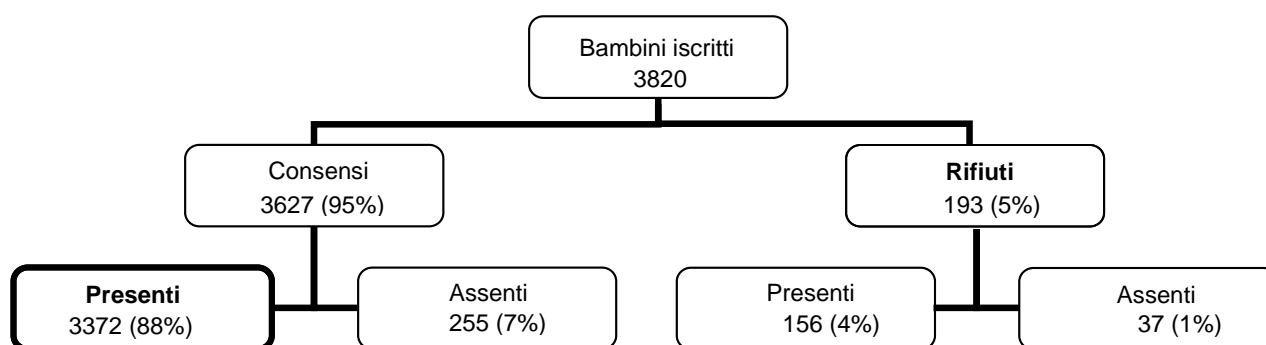 Bambini iscritti
3820
Consensi
3627 (95%)
Rifiuti
193 (5%)
Presenti
3372 (88%)
Assenti
255 (7%)
Presenti
156 (4%)
Assenti
37 (1%)